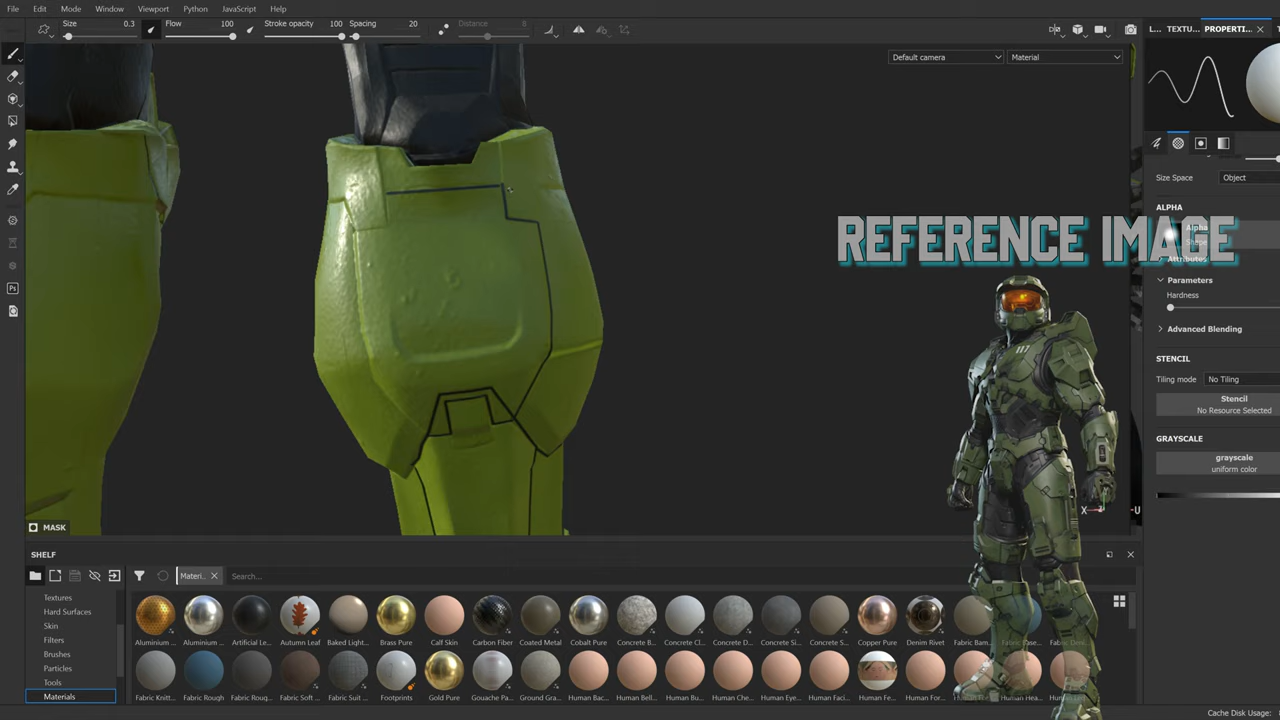 File Edit Mode Window Viewport Python JavaScript Help
Size 0.3 Flow 100 Stroke opacity 100 Spacing 20 Distance 8
L... TEXTU... PROPERTI...
Default camera Material
Size Space Object
ALPHA
Alpha
Shape
REFERENCE IMAGE
Attributes
Parameters
Hardness
Advanced Blending
117
STENCIL
Tiling mode No Tiling
Stencil
No Resource Selected
GRAYSCALE
grayscale
uniform color
X U
MASK
SHELF
Materi... Search...
Textures
Hard Surfaces
Skin
Filters
Brushes
Particles
Tools
Materials
Aluminium ... Aluminium ... Artificial Le... Autumn Leaf Baked Light... Brass Pure Calf Skin Carbon Fiber Coated Metal Cobalt Pure Concrete B... Concrete Cl... Concrete D... Concrete Si... Concrete S... Copper Pure Denim Rivet Fabric Bam...
Fabric Knitt... Fabric Rough Fabric Roug... Fabric Soft ... Fabric Suit ... Footprints Gold Pure Gouache Pa... Ground Gra... Human Bac... Human Bell... Human Bu... Human Che... Human Eye... Human Faci... Human Fe... Human For...
Cache Disk Usage: